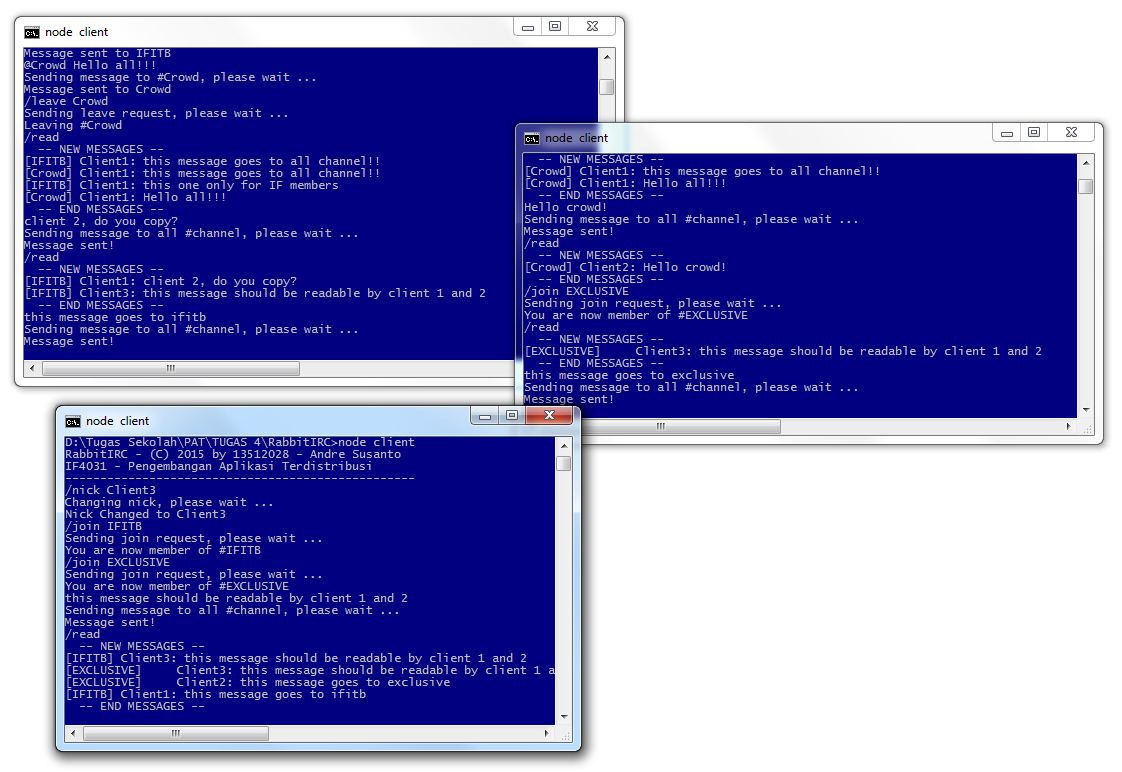 node client
Message sent to IFITB
@Crowd Hello all!!!
Sending message to #Crowd, please wait ...
Message sent to Crowd
/leave Crowd
Sending leave request, please wait ...
Leaving #Crowd
/read
-- NEW MESSAGES --
[IFITB] Client1: this message goes to all channel!!
[Crowd] Client1: this message goes to all channel!!
[IFITB] Client1: this one only for IF members
[Crowd] Client1: Hello all!!!
-- END MESSAGES --
client 2, do you copy?
Sending message to all #channel, please wait ...
Message sent!
/read
-- NEW MESSAGES --
[IFITB] Client1: client 2, do you copy?
[IFITB] Client3: this message should be readable by client 1 and 2
-- END MESSAGES --
this message goes to ifitb
Sending message to all #channel, please wait ...
Message sent!
node client
-- NEW MESSAGES --
[Crowd] Client1: this message goes to all channel!!
[Crowd] Client1: Hello all!!!
-- END MESSAGES --
Hello crowd!
Sending message to all #channel, please wait ...
Message sent!
/read
-- NEW MESSAGES --
[Crowd] Client2: Hello crowd!
-- END MESSAGES --
/join EXCLUSIVE
Sending join request, please wait ...
You are now member of #EXCLUSIVE
/read
-- NEW MESSAGES --
[EXCLUSIVE] Client3: this message should be readable by client 1 and 2
-- END MESSAGES --
this message goes to exclusive
Sending message to all #channel, please wait ...
Message sent!
node client
D:\Tugas Sekolah\PAT\TUGAS 4\RabbitIRC>node client
RabbitIRC - (C) 2015 by 13512028 - Andre Susanto
IF4031 - Pengembangan Aplikasi Terdistribusi
--------------------------------------------------
/nick Client3
Changing nick, please wait ...
Nick Changed to Client3
/join IFITB
Sending join request, please wait ...
You are now member of #IFITB
/join EXCLUSIVE
Sending join request, please wait ...
You are now member of #EXCLUSIVE
this message should be readable by client 1 and 2
Sending message to all #channel, please wait ...
Message sent!
/read
-- NEW MESSAGES --
[IFITB] Client3: this message should be readable by client 1 and 2
[EXCLUSIVE] Client3: this message should be readable by client 1 a
[EXCLUSIVE] Client2: this message goes to exclusive
[IFITB] Client1: this message goes to ifitb
-- END MESSAGES --